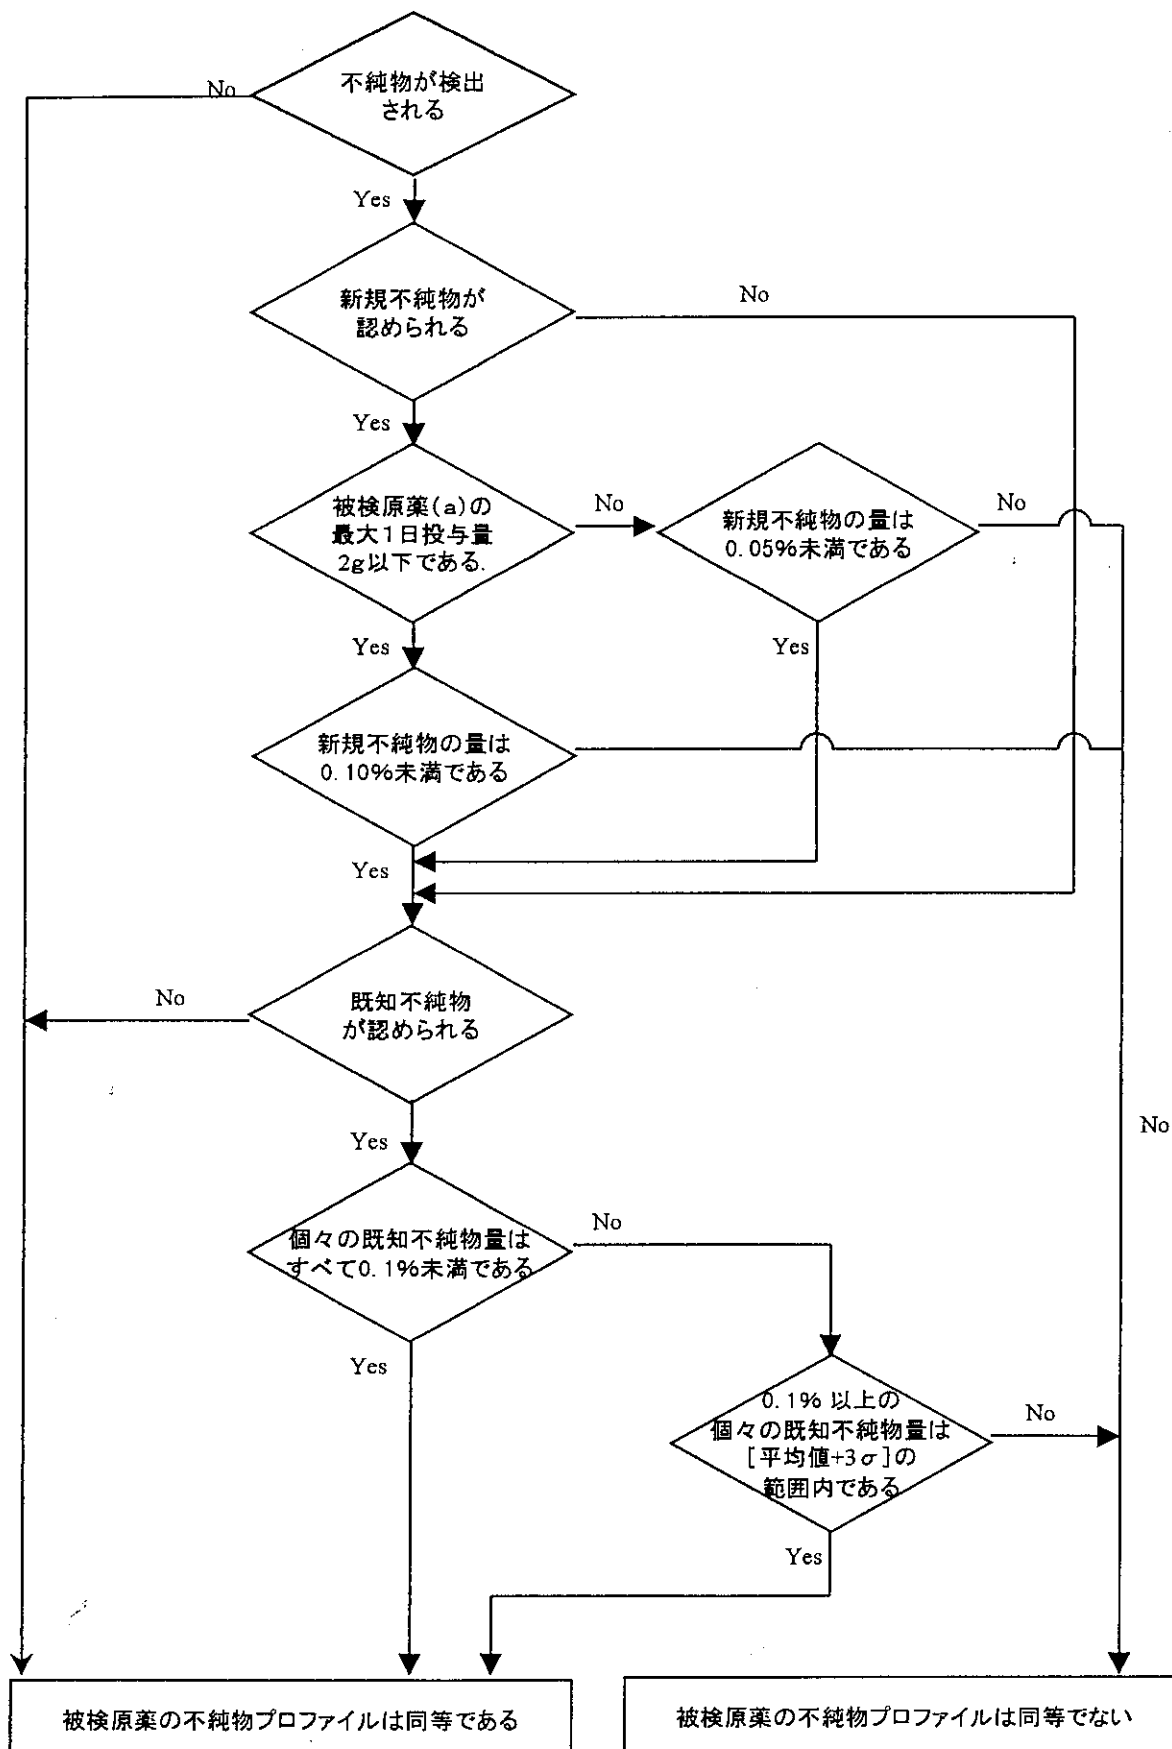 不純物が検出
される
No
Yes
新規不純物が
認められる
No
Yes
被検原薬(a)の
最大1日投与量
2g以下である.
No
新規不純物の量は
0.05%未満である
No
Yes
Yes
新規不純物の量は
0.10%未満である
Yes
既知不純物
が認められる
No
No
Yes
個々の既知不純物量は
すべて0.1%未満である
No
Yes
0.1% 以上の
個々の既知不純物量は
[平均値+3σ]の
範囲内である
No
Yes
被検原薬の不純物プロファイルは同等である
被検原薬の不純物プロファイルは同等でない